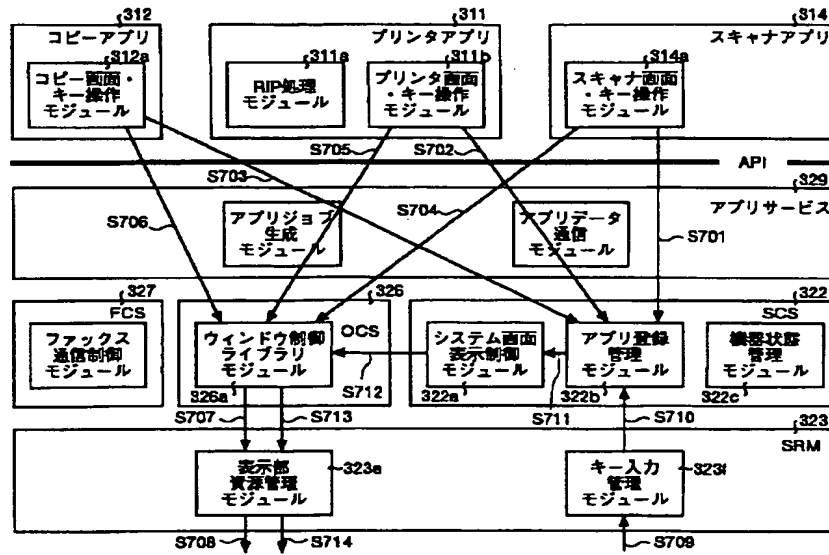 312
コピーアプリ
312a
コピー画面・
キー操作
モジュール
311
プリンタアプリ
311a
RIP処理
モジュール
311b
プリンタ画面
・キー操作
モジュール
314
スキャナアプリ
314a
スキャナ画面
・キー操作
モジュール
S703
S705
S702
API
329
アプリサービス
S706
アプリジョブ
生成
モジュール
S704
アプリデータ
通信
モジュール
S701
327
FCS
ファックス
通信制御
モジュール
326
OCS
ウィンドウ制御
ライブラリ
モジュール
326a
S712
322
SCS
システム画面
表示制御
モジュール
322a
S711
アプリ登録
管理
モジュール
322b
機器状態
管理
モジュール
322c
S707
S713
S710
323
SRM
表示部
資源管理
モジュール
323e
キー入力
管理
モジュール
323f
S708
S714
S709